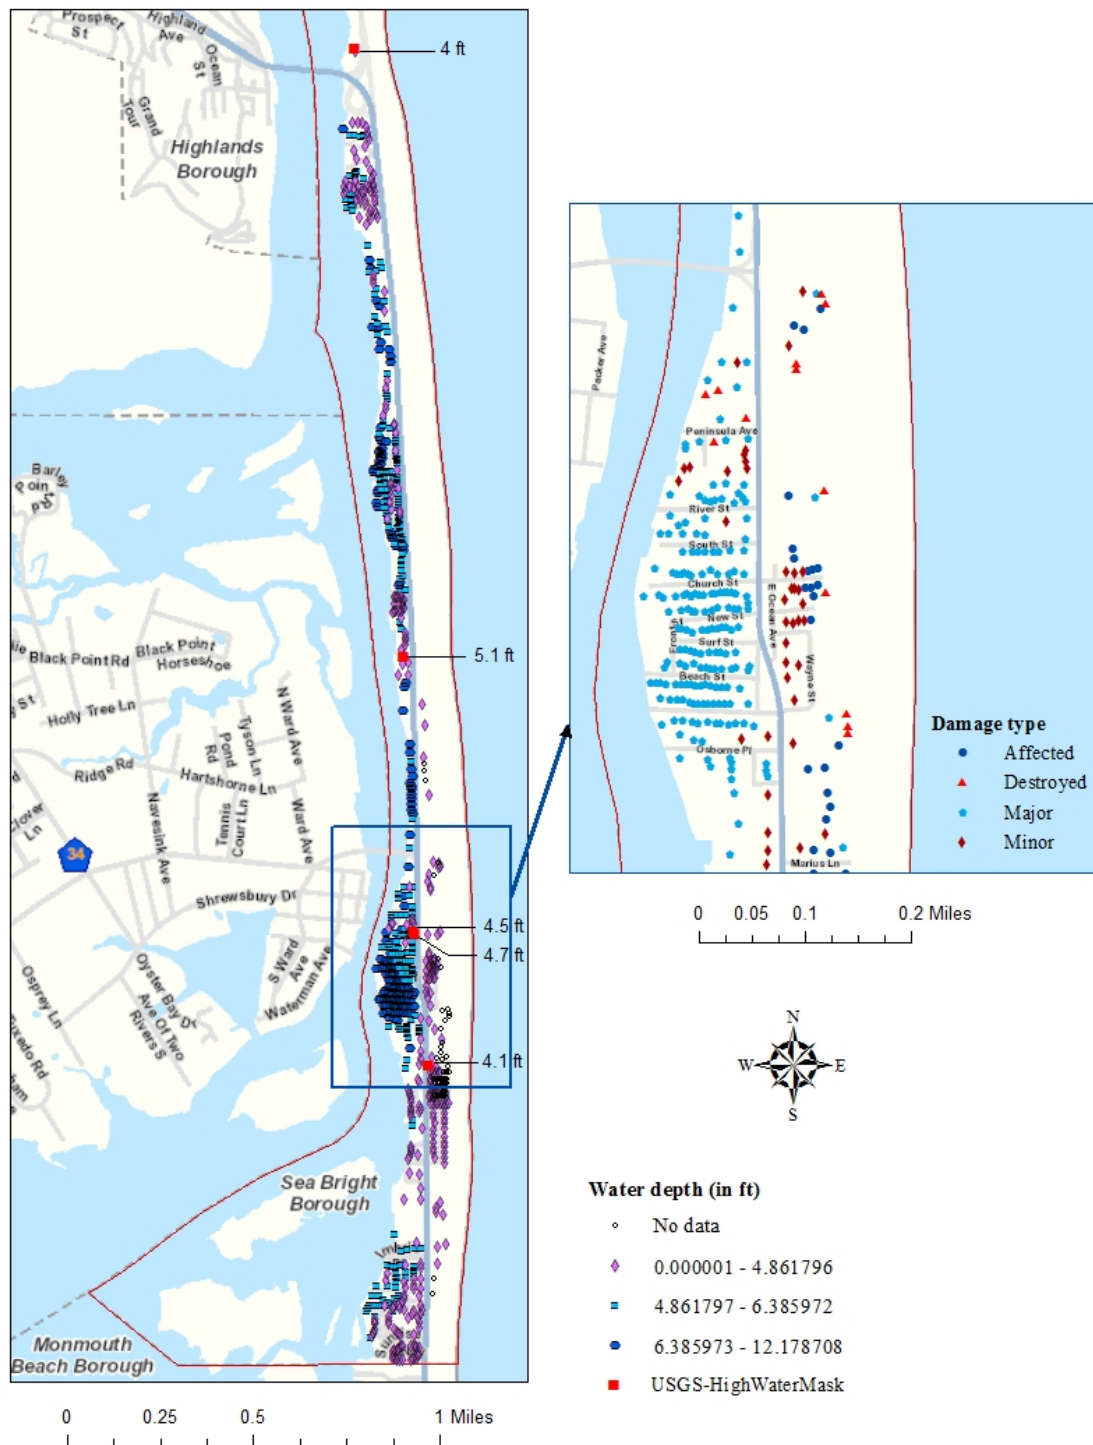 Prospect
St
Highland
Ave
Ocean
St
Grand
Tour
Highlands
Borough
4 ft
Barley
Point
Rd
Black Point Rd
Black Point
Horseshoe
Holly Tree Ln
N Ward Ave
Tyson Ln
Pond
Rd
Ridge Rd
Hartshorne Ln
Navesink Ave
Tennis
Court Ln
Ward Ave
Clover
Ln
34
Shrewsbury Dr
S Ward
Ave
Waterman Ave
Osprey Ln
Oyster Bay Dr
Ave Of Two
Rivers S
Tuxedo Rd
5.1 ft
4.5 ft
4.7 ft
4.1 ft
Sea Bright
Borough
Monmouth
Beach Borough
0 0.25 0.5 1 Miles
Packer Ave
Peninsula Ave
River St
South St
Church St
New St
Front St
Surf St
E Ocean Ave
Beach St
Wayne St
Osborne Pl
Marius Ln
Damage type
Affected
Destroyed
Major
Minor
0 0.05 0.1 0.2 Miles
N
W E
S
Water depth (in ft)
No data
0.000001 - 4.861796
4.861797 - 6.385972
6.385973 - 12.178708
USGS-HighWaterMask